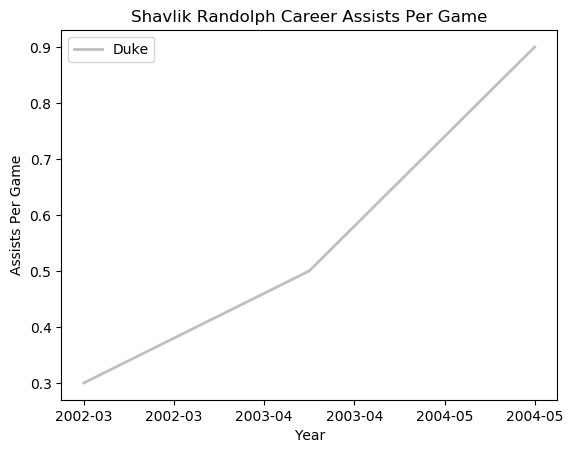 Shavlik Randolph Career Assists Per Game
Duke
Assists Per Game
0.9
0.8
0.7
0.6
0.5
0.4
0.3
2002-03 2002-03 2003-04 2003-04 2004-05 2004-05
Year